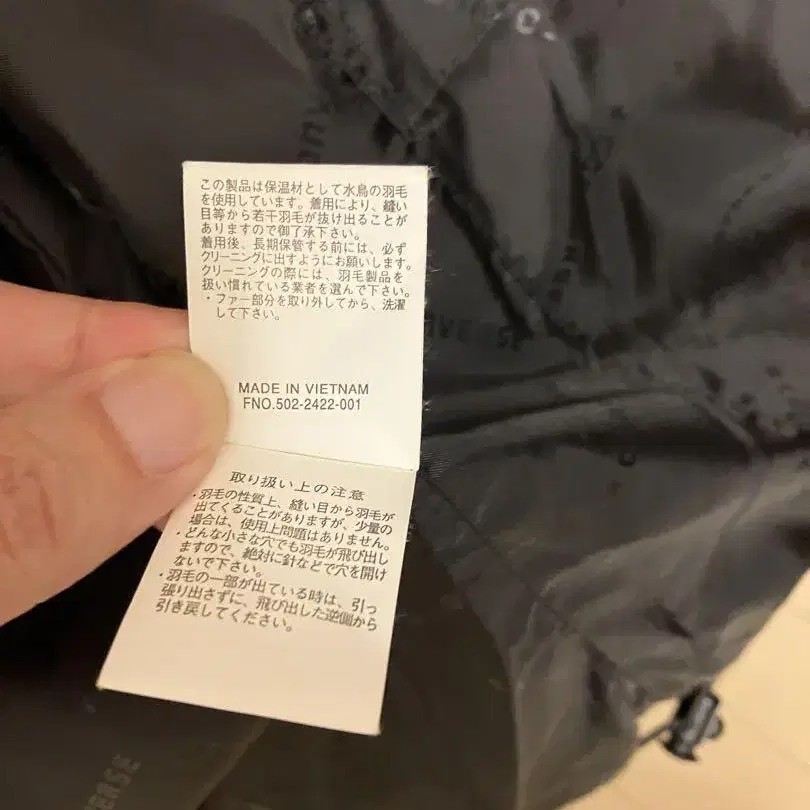 この製品は保温材として水鳥の羽毛
を使用しています。着用により、縫い
目等から若干羽毛が抜け出ることが
ありますので御了承下さい。
着用後、長期保管する前には、必ず
クリーニングに出すようにお願いします。
クリーニングの際には、羽毛製品を
扱い慣れている業者を選んで下さい。
・ファー部分を取り外してから、洗濯
して下さい。
MADE IN VIETNAM
FNO.502-2422-001
取り扱い上の注意
・羽毛の性質上、縫い目から羽毛が
出てくることがありますが、少量の
場合は、使用上問題はありません。
・どんな小さな穴でも羽毛が飛び出し
ますので、絶対に針などで穴を開け
ないで下さい。
・羽毛の一部が出ている時は、引っ
張り出さずに、飛び出した逆側から
引き戻してください。